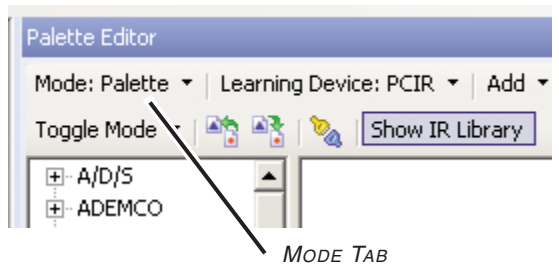 Palette Editor
Mode: Palette Learning Device: PCIR Add
Toggle Mode Show IR Library
A/D/S
ADEMCO
MODE TAB